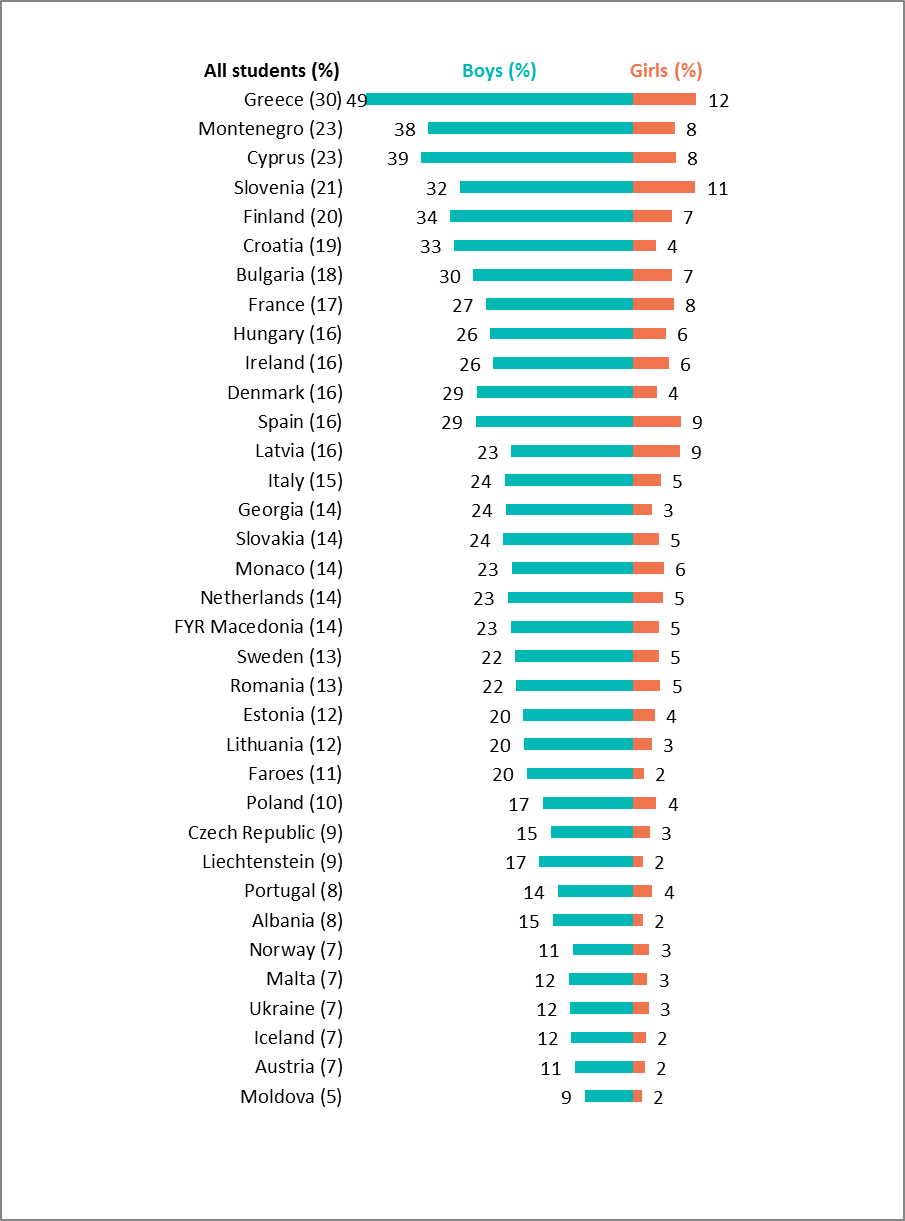 All students (%) Boys (%) Girls (%)
Greece (30) 49 12
Montenegro (23) 38 8
Cyprus (23) 39 8
Slovenia (21) 32 11
Finland (20) 34 7
Croatia (19) 33 4
Bulgaria (18) 30 7
France (17) 27 8
Hungary (16) 26 6
Ireland (16) 26 6
Denmark (16) 29 4
Spain (16) 29 9
Latvia (16) 23 9
Italy (15) 24 5
Georgia (14) 24 3
Slovakia (14) 24 5
Monaco (14) 23 6
Netherlands (14) 23 5
FYR Macedonia (14) 23 5
Sweden (13) 22 5
Romania (13) 22 5
Estonia (12) 20 4
Lithuania (12) 20 3
Faroes (11) 20 2
Poland (10) 17 4
Czech Republic (9) 15 3
Liechtenstein (9) 17 2
Portugal (8) 14 4
Albania (8) 15 2
Norway (7) 11 3
Malta (7) 12 3
Ukraine (7) 12 3
Iceland (7) 12 2
Austria (7) 11 2
Moldova (5) 9 2